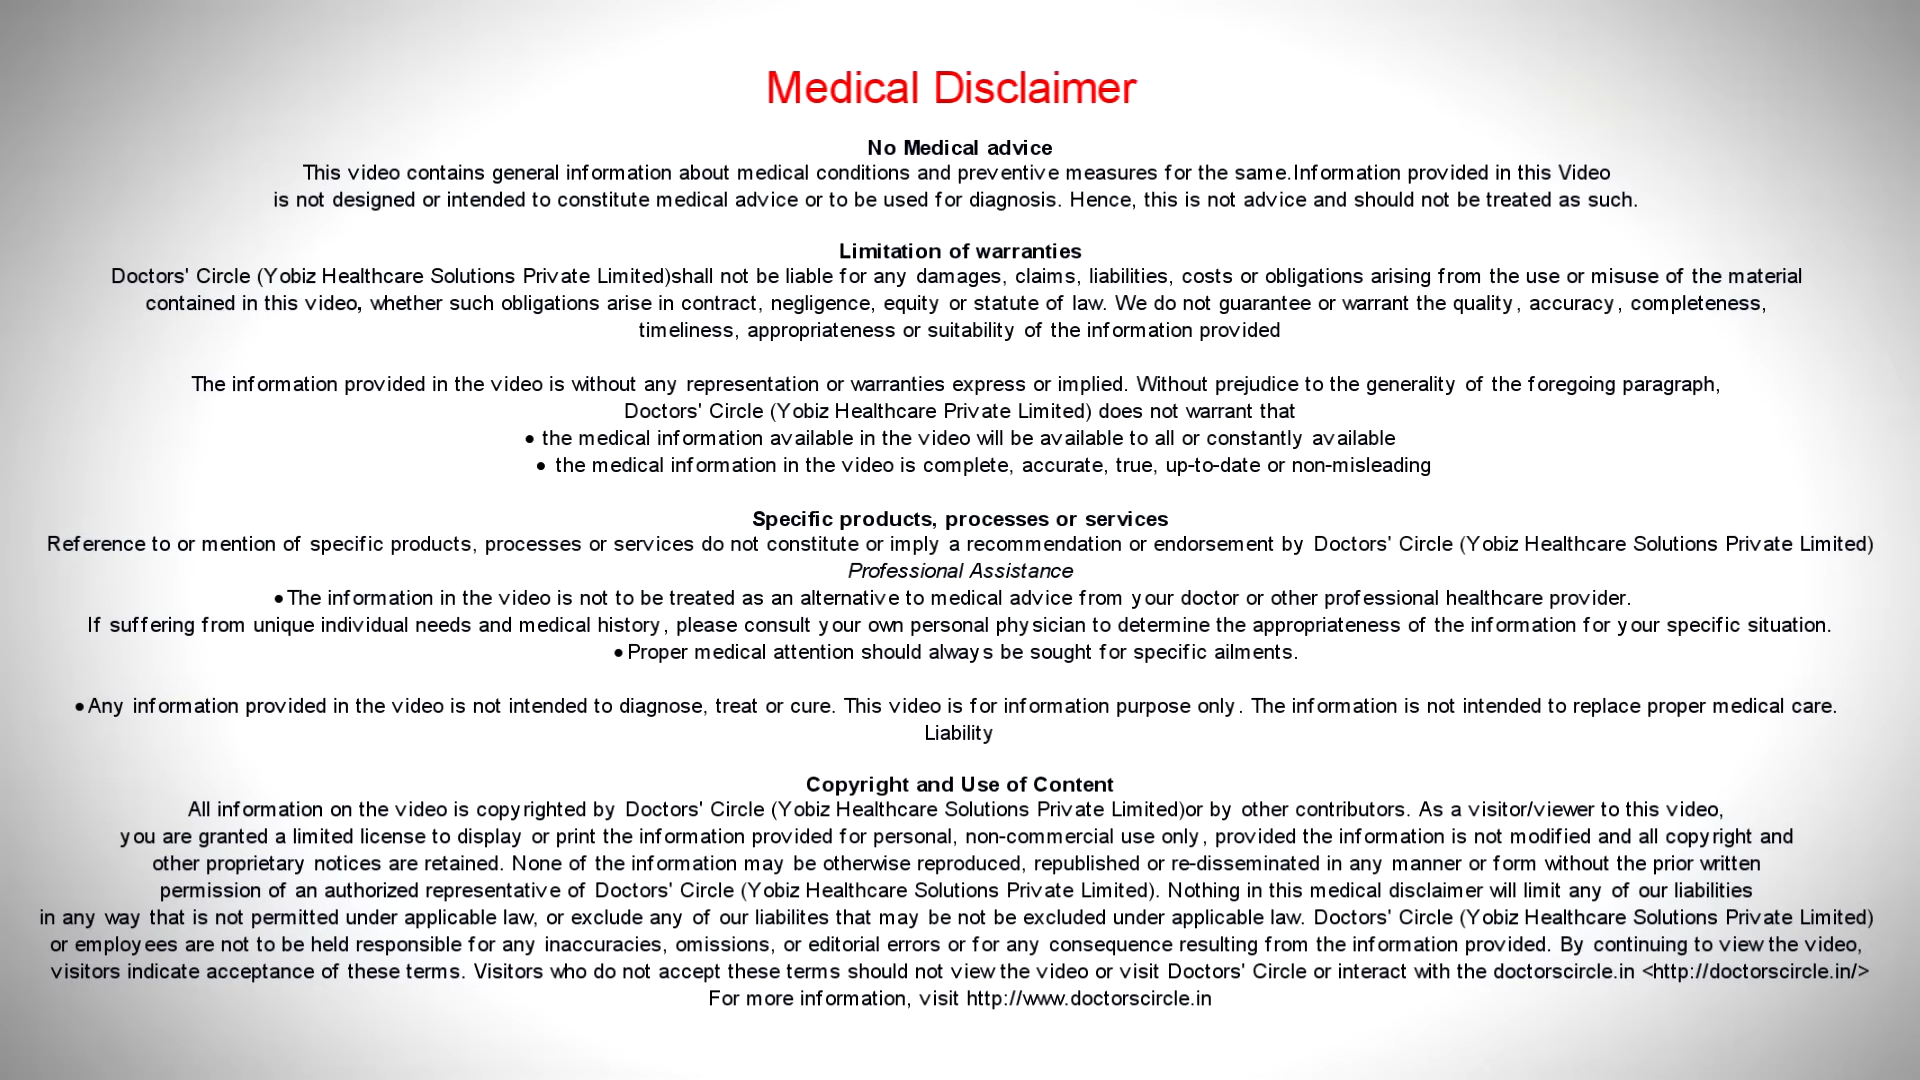 Medical Disclaimer
No Medical advice
This video contains general information about medical conditions and preventive measures for the same.Information provided in this Video
is not designed or intended to constitute medical advice or to be used for diagnosis. Hence, this is not advice and should not be treated as such.
Limitation of warranties
Doctors' Circle (Yobiz Healthcare Solutions Private Limited)shall not be liable for any damages, claims, liabilities, costs or obligations arising from the use or misuse of the material
contained in this video, whether such obligations arise in contract, negligence, equity or statute of law. We do not guarantee or warrant the quality, accuracy, completeness,
timeliness, appropriateness or suitability of the information provided
The information provided in the video is without any representation or warranties express or implied. Without prejudice to the generality of the foregoing paragraph,
Doctors' Circle (Yobiz Healthcare Private Limited) does not warrant that
• the medical information available in the video will be available to all or constantly available
• the medical information in the video is complete, accurate, true, up-to-date or non-misleading
Specific products, processes or services
Reference to or mention of specific products, processes or services do not constitute or imply a recommendation or endorsement by Doctors' Circle (Yobiz Healthcare Solutions Private Limited)
Professional Assistance
•The information in the video is not to be treated as an alternative to medical advice from your doctor or other professional healthcare provider.
If suffering from unique individual needs and medical history, please consult your own personal physician to determine the appropriateness of the information for your specific situation.
•Proper medical attention should always be sought for specific ailments.
•Any information provided in the video is not intended to diagnose, treat or cure. This video is for information purpose only. The information is not intended to replace proper medical care.
Liability
Copyright and Use of Content
All information on the video is copyrighted by Doctors' Circle (Yobiz Healthcare Solutions Private Limited)or by other contributors. As a visitor/viewer to this video,
you are granted a limited license to display or print the information provided for personal, non-commercial use only, provided the information is not modified and all copyright and
other proprietary notices are retained. None of the information may be otherwise reproduced, republished or re-disseminated in any manner or form without the prior written
permission of an authorized representative of Doctors' Circle (Yobiz Healthcare Solutions Private Limited). Nothing in this medical disclaimer will limit any of our liabilities
in any way that is not permitted under applicable law, or exclude any of our liabilites that may be not be excluded under applicable law. Doctors' Circle (Yobiz Healthcare Solutions Private Limited)
or employees are not to be held responsible for any inaccuracies, omissions, or editorial errors or for any consequence resulting from the information provided. By continuing to view the video,
visitors indicate acceptance of these terms. Visitors who do not accept these terms should not view the video or visit Doctors' Circle or interact with the doctorscircle.in <http://doctorscircle.in/>
For more information, visit http://www.doctorscircle.in